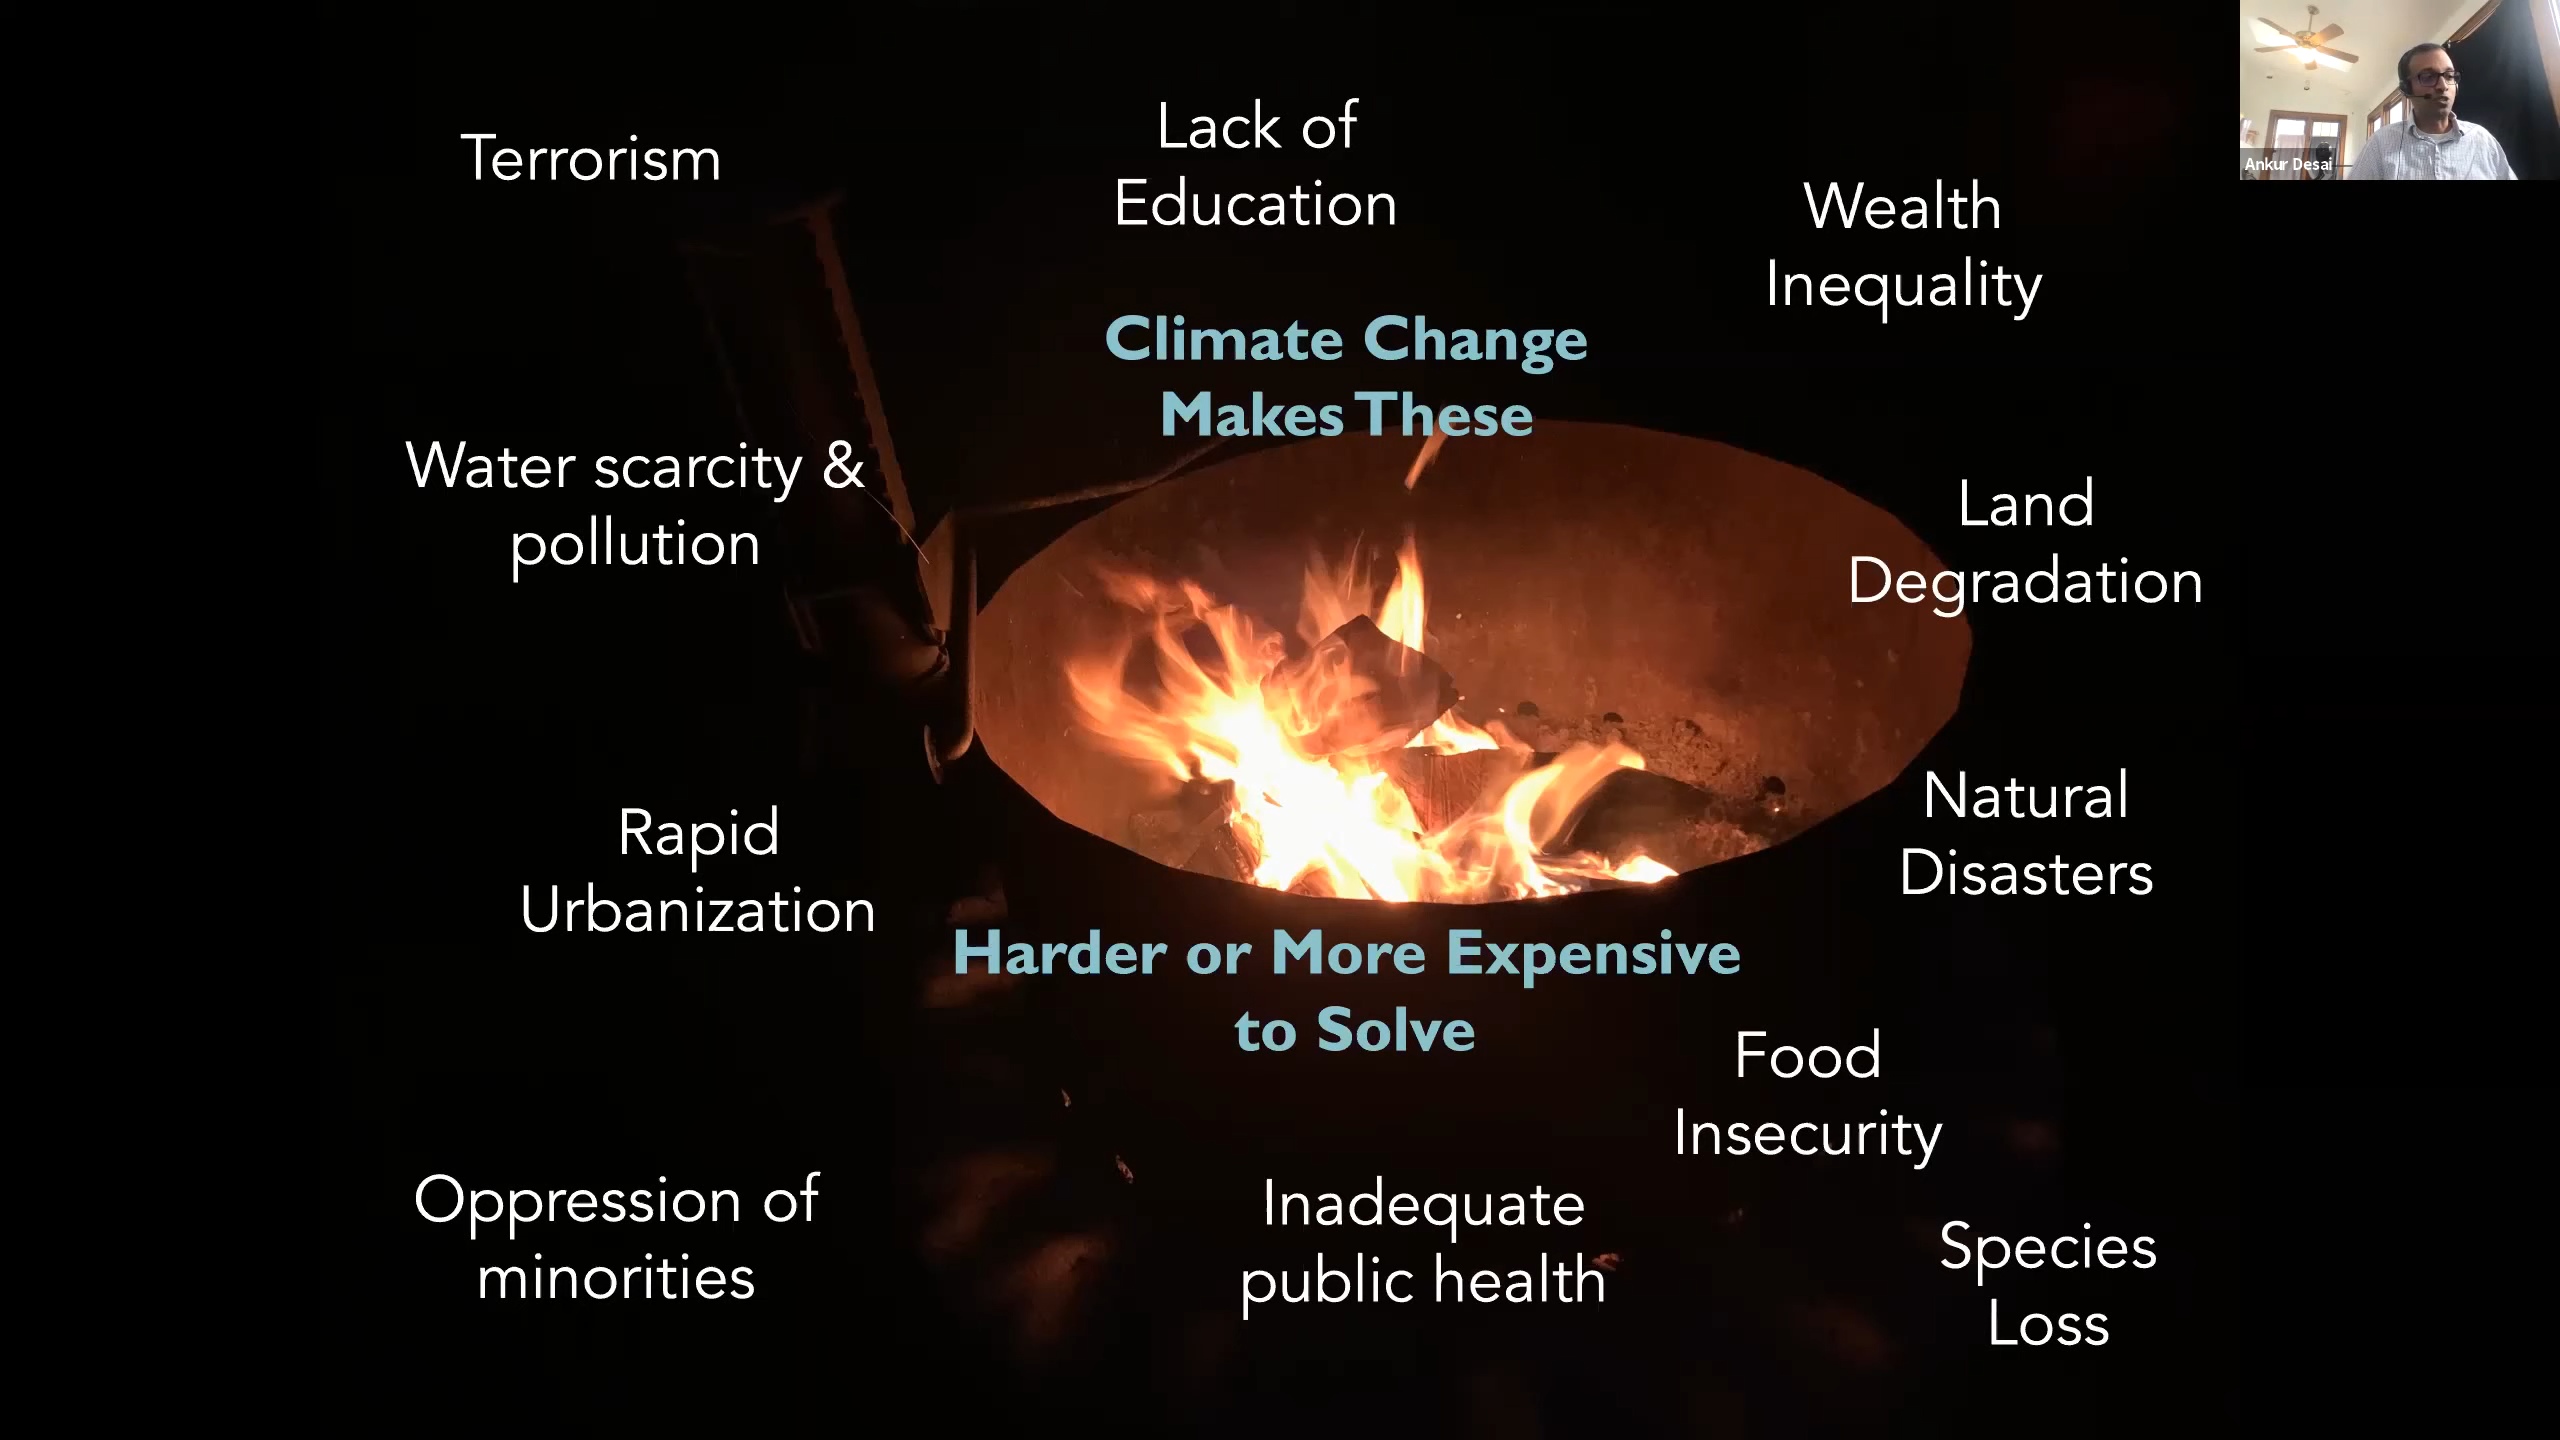 Ankur Desai
Terrorism
Lack of
Education
Wealth
Inequality
Climate Change
Makes These
Water scarcity &
pollution
Land
Degradation
Rapid
Urbanization
Natural
Disasters
Harder or More Expensive
to Solve
Food
Insecurity
Oppression of
minorities
Inadequate
public health
Species
Loss